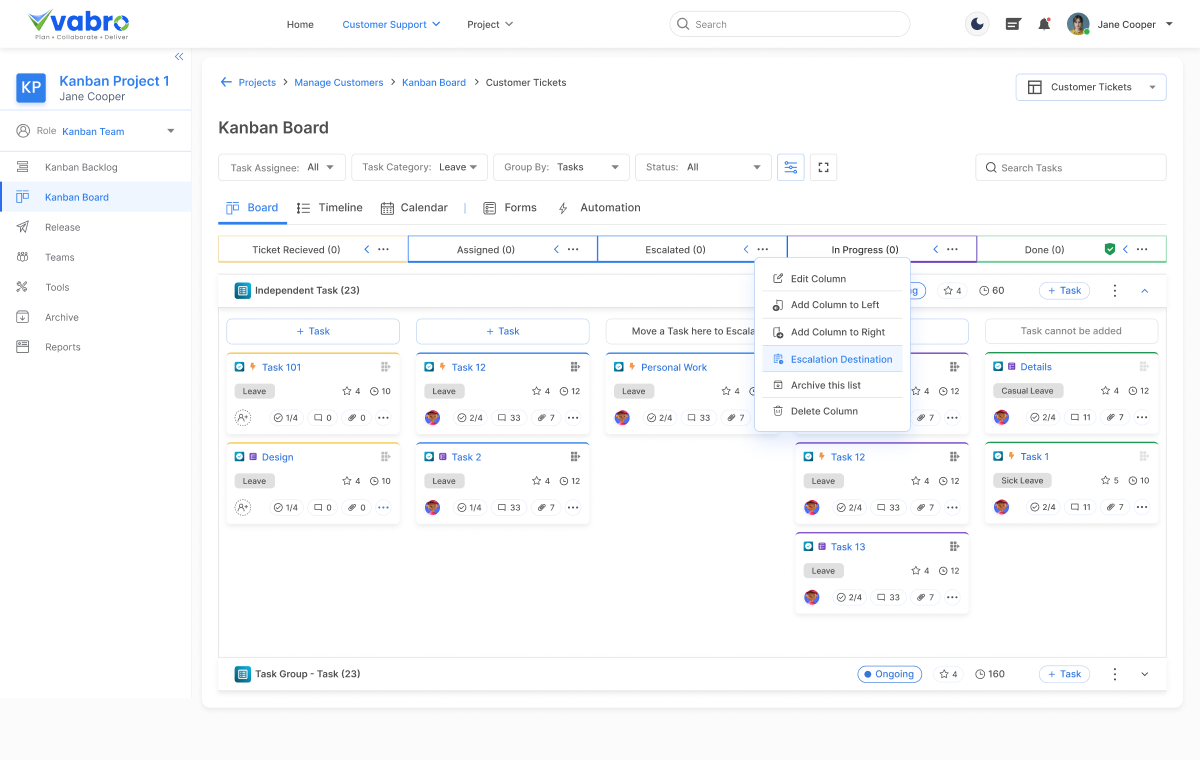 vabro
Plan • Collaborate • Deliver
Home
Customer Support
Project
Search
Jane Cooper
KP
Kanban Project 1
Jane Cooper
Role Kanban Team
Kanban Backlog
Kanban Board
Release
Teams
Tools
Archive
Reports
Projects > Manage Customers > Kanban Board > Customer Tickets
Customer Tickets
Kanban Board
Task Assignee: All
Task Category: Leave
Group By: Tasks
Status: All
Search Tasks
Board
Timeline
Calendar
Forms
Automation
Ticket Recieved (0)
Assigned (0)
Escalated (0)
In Progress (0)
Done (0)
Independent Task (23)
4
60
+ Task
Edit Column
Add Column to Left
Add Column to Right
Escalation Destination
Archive this list
Delete Column
+ Task
Task 101
Leave
4
10
1/4
0
0
Design
Leave
4
10
1/4
0
0
+ Task
Task 12
Leave
4
12
2/4
33
7
Task 2
Leave
4
12
1/4
33
7
Move a Task here to Escala
Personal Work
Leave
4
2/4
33
7
4
12
7
Task 12
Leave
4
12
2/4
33
7
Task 13
Leave
4
12
2/4
33
7
Task cannot be added
Details
Casual Leave
4
12
2/4
11
7
Task 1
Sick Leave
5
10
2/4
11
7
Task Group - Task (23)
Ongoing
4
160
+ Task